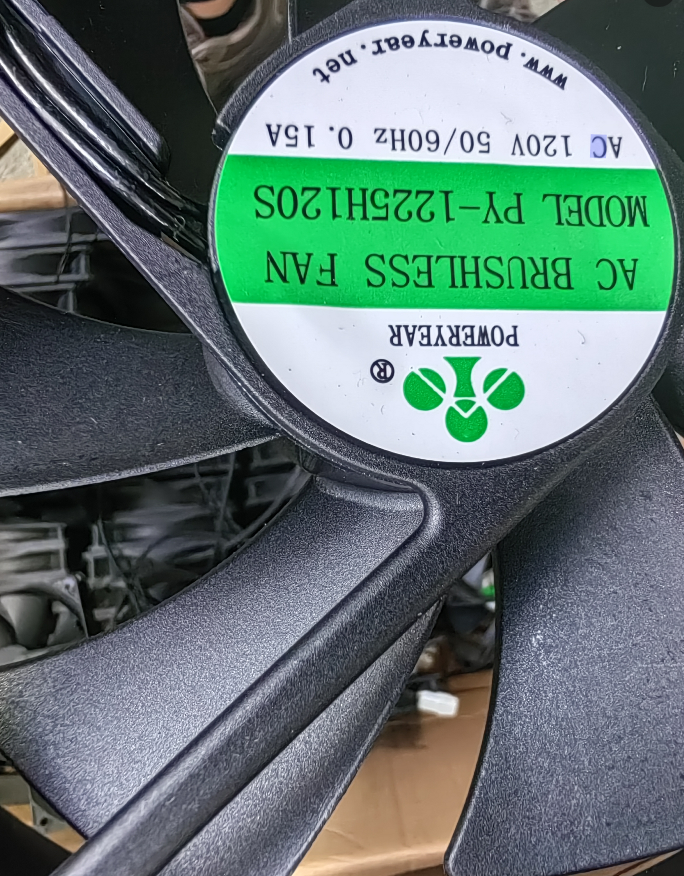 POWERYEAR ®
AC BRUSHLESS FAN
MODEL PY-1225H120S
AC 120V 50/60Hz 0.15A
www.poweryear.net